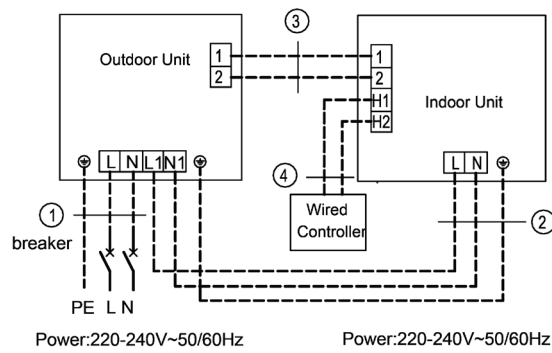 3
Outdoor Unit
1
2
1
2
H1
H2
Indoor Unit
L N L1 N1
L N
4
1
breaker
Wired
Controller
2
PE L N
Power:220-240V~50/60Hz
Power:220-240V~50/60Hz